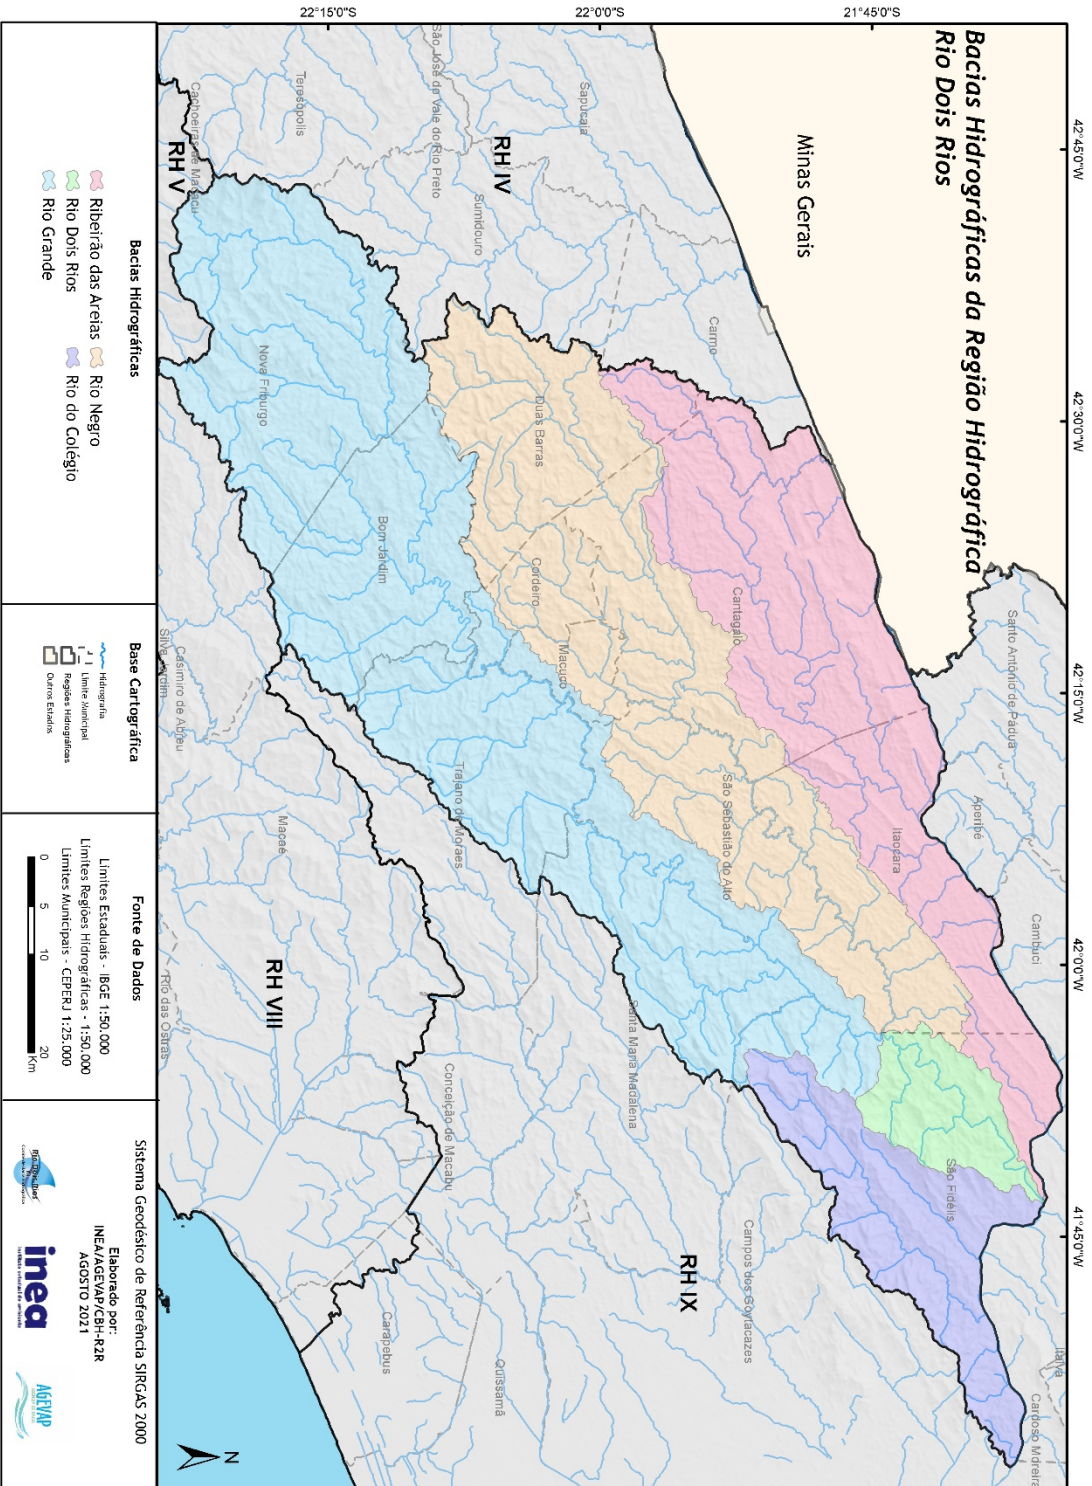 Bacias Hidrográficas da Região Hidrográfica
Rio Dois Rios
42°45'0"W
42°30'0"W
42°15'0"W
42°0'0"W
41°45'0"W
21°45'0"S
22°0'0"S
22°15'0"S
Minas Gerais
Santo Antônio de Pádua
Aperibé
Cambuci
Italva
Cardoso Moreira
Itaocara
São Fidélis
Carmo
Cantagalo
São Sebastião do Alto
Campos dos Goytacazes
RH IX
Sapucaia
RH IV
Sumidouro
Duas Barras
Cordeiro
Macuco
Santa Maria Madalena
São José do Vale do Rio Preto
Trajano de Moraes
Conceição de Macabu
Quissamã
Teresópolis
Bom Jardim
Carapebus
Nova Friburgo
Macaé
RH VIII
Cachoeiras de Macacu
RH V
Casimiro de Abreu
Silva Jardim
Rio das Ostras
N
Bacias Hidrográficas
Ribeirão das Areias
Rio Negro
Rio Dois Rios
Rio do Colégio
Rio Grande
Base Cartográfica
Hidrografia
Limite Municipal
Regiões Hidrográficas
Outros Estados
Fonte de Dados
Limites Estaduais - IBGE 1:50.000
Limites Regiões Hidrográficas - 1:50.000
Limites Municipais - CEPERJ 1:25.000
0 5 10 20
Km
Sistema Geodésico de Referência SIRGAS 2000
Elaborado por:
INEA/AGEVAP/CBH-R2R
AGOSTO 2021
Rio Dois Rios
inea
instituto estadual do ambiente
AGEVAP